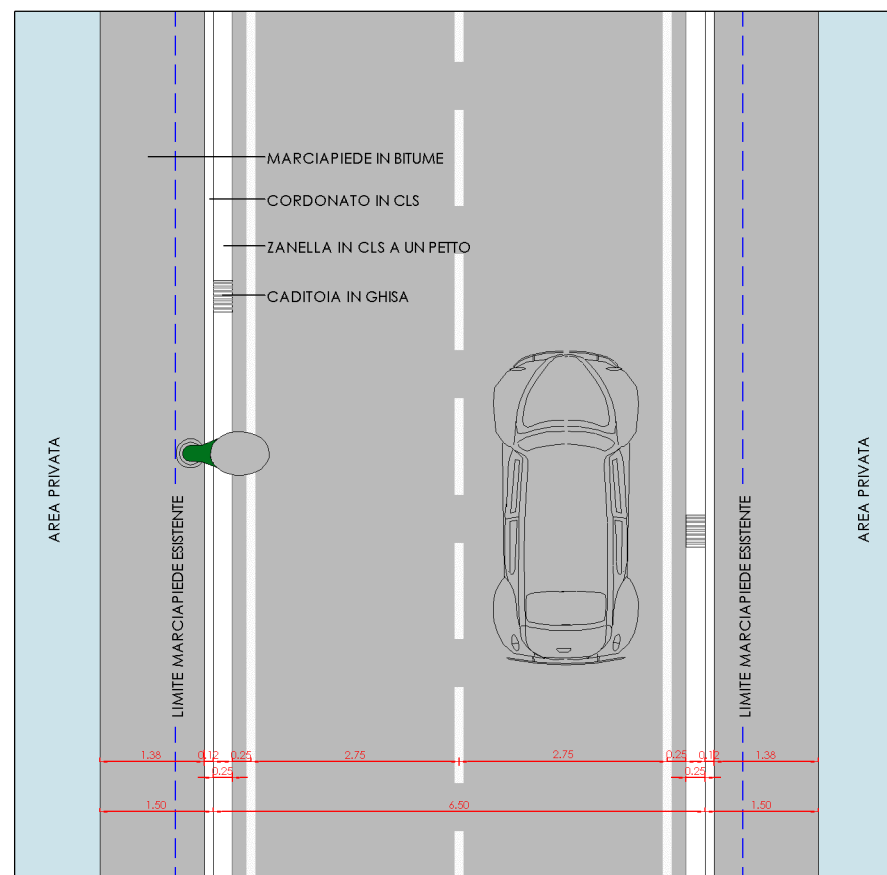 MARCIAPIEDE IN BITUME
CORDONATO IN CLS
ZANELLA IN CLS A UN PETTO
CADITOIA IN GHISA
AREA PRIVATA
LIMITE MARCIAPIEDE ESISTENTE
LIMITE MARCIAPIEDE ESISTENTE
AREA PRIVATA
1.38 0.12 0.25 2.75 2.75 0.25 0.12 1.38
0.25 0.25
1.50 6.50 1.50